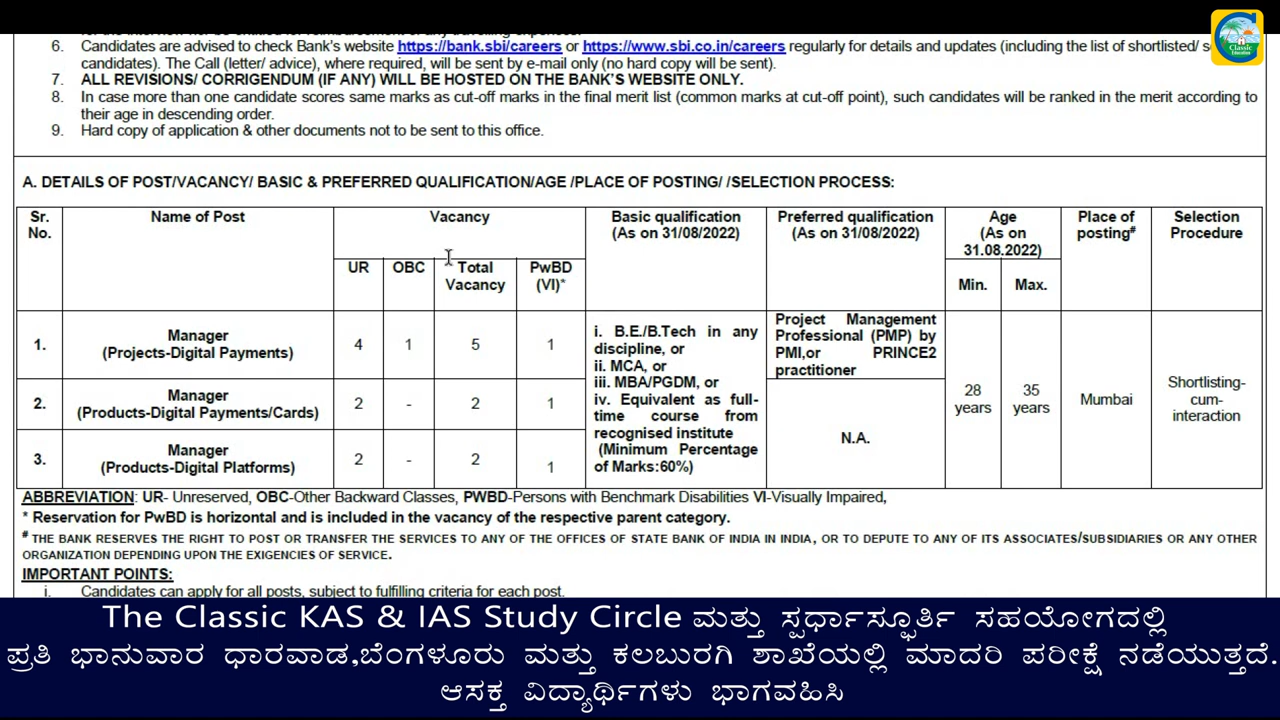 6. Candidates are advised to check Bank's website https://bank.sbi/careers or https://www.sbi.co.in/careers regularly for details and updates (including the list of shortlisted/
candidates). The Call (letter/ advice), where required, will be sent by e-mail only (no hard copy will be sent).
7. ALL REVISIONS/ CORRIGENDUM (IF ANY) WILL BE HOSTED ON THE BANK'S WEBSITE ONLY.
8. In case more than one candidate scores same marks as cut-off marks in the final merit list (common marks at cut-off point), such candidates will be ranked in the merit according to
their age in descending order.
9. Hard copy of application & other documents not to be sent to this office.
A. DETAILS OF POST/VACANCY/ BASIC & PREFERRED QUALIFICATION/AGE /PLACE OF POSTING/ /SELECTION PROCESS:
Sr. No. Name of Post Vacancy Basic qualification (As on 31/08/2022) Preferred qualification (As on 31/08/2022) Age (As on 31.08.2022) Place of posting# Selection Procedure
UR OBC Total Vacancy PwBD (VI)* Min. Max.
1. Manager (Projects-Digital Payments) 4 1 5 1
2. Manager (Products-Digital Payments/Cards) 2 - 2 1
3. Manager (Products-Digital Platforms) 2 - 2 1
i. B.E./B.Tech in any
discipline, or
ii. MCA, or
iii. MBA/PGDM, or
iv. Equivalent as full-
time course from
recognised institute
(Minimum Percentage
of Marks:60%)
Project Management
Professional (PMP) by
PMI,or PRINCE2
practitioner
N.A.
28 years
35 years
Mumbai
Shortlisting-
cum-
interaction
ABBREVIATION: UR- Unreserved, OBC-Other Backward Classes, PWBD-Persons with Benchmark Disabilities VI-Visually Impaired,
* Reservation for PwBD is horizontal and is included in the vacancy of the respective parent category.
# THE BANK RESERVES THE RIGHT TO POST OR TRANSFER THE SERVICES TO ANY OF THE OFFICES OF STATE BANK OF INDIA IN INDIA, OR TO DEPUTE TO ANY OF ITS ASSOCIATES/SUBSIDIARIES OR ANY OTHER
ORGANIZATION DEPENDING UPON THE EXIGENCIES OF SERVICE.
IMPORTANT POINTS:
i. Candidates can apply for all posts, subject to fulfilling criteria for each post.
The Classic KAS & IAS Study Circle ಮತ್ತು ಸ್ಪರ್ಧಾಸ್ಫೂರ್ತಿ ಸಹಯೋಗದಲ್ಲಿ
ಪ್ರತಿ ಭಾನುವಾರ ಧಾರವಾಡ,ಬೆಂಗಳೂರು ಮತ್ತು ಕಲಬುರಗಿ ಶಾಖೆಯಲ್ಲಿ ಮಾದರಿ ಪರೀಕ್ಷೆ ನಡೆಯುತ್ತದೆ.
ಆಸಕ್ತ ವಿದ್ಯಾರ್ಥಿಗಳು ಭಾಗವಹಿಸಿ
Classic
Education